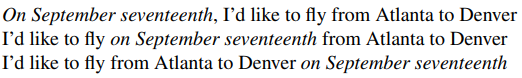 On September seventeenth, I’d like to fly from Atlanta to Denver
I’d like to fly on September seventeenth from Atlanta to Denver
I’d like to fly from Atlanta to Denver on September seventeenth